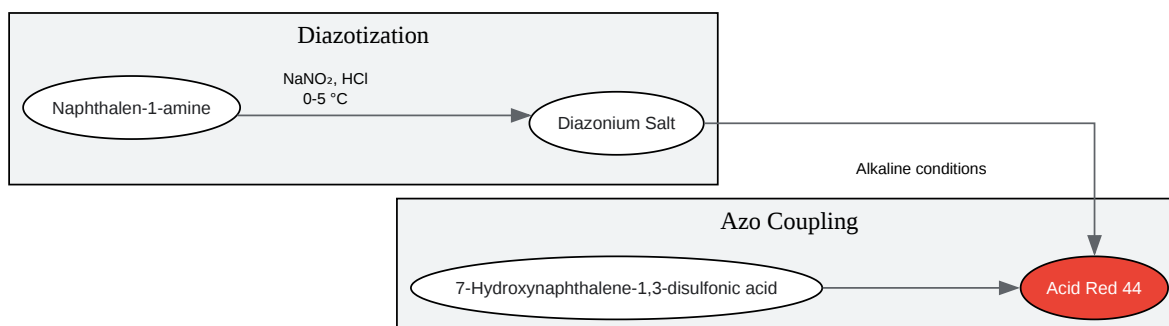 Diazotization
NaNO₂, HCl
0-5 °C
Naphthalen-1-amine
Diazonium Salt
Alkaline conditions
Azo Coupling
7-Hydroxynaphthalene-1,3-disulfonic acid
Acid Red 44